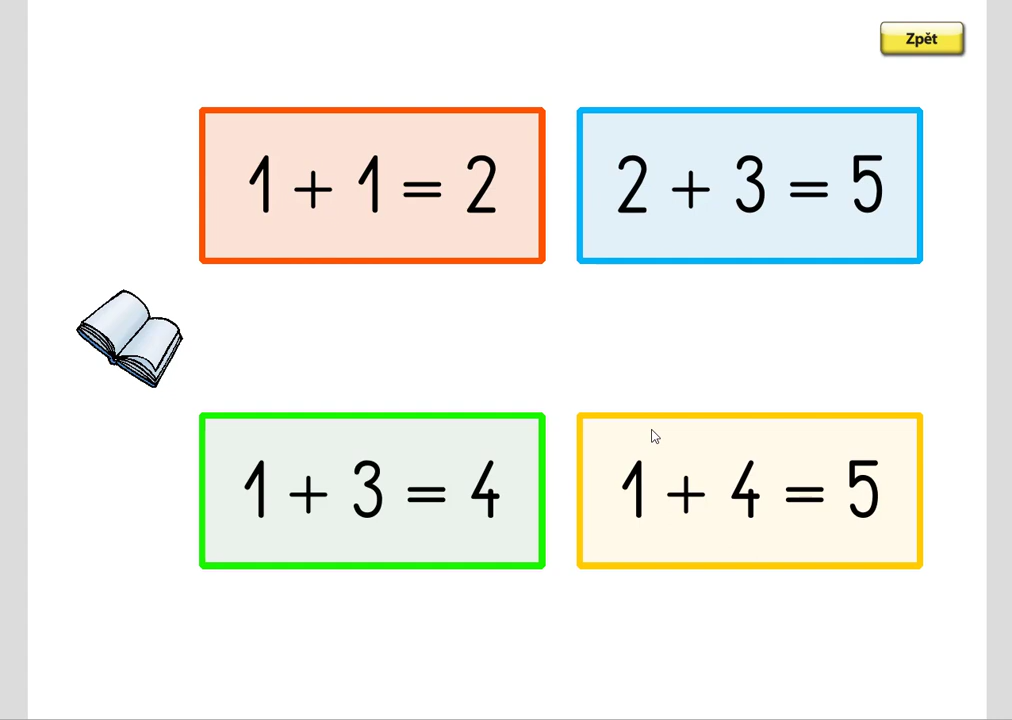 Zpět
1 + 1 = 2
2 + 3 = 5
1 + 3 = 4
1 + 4 = 5